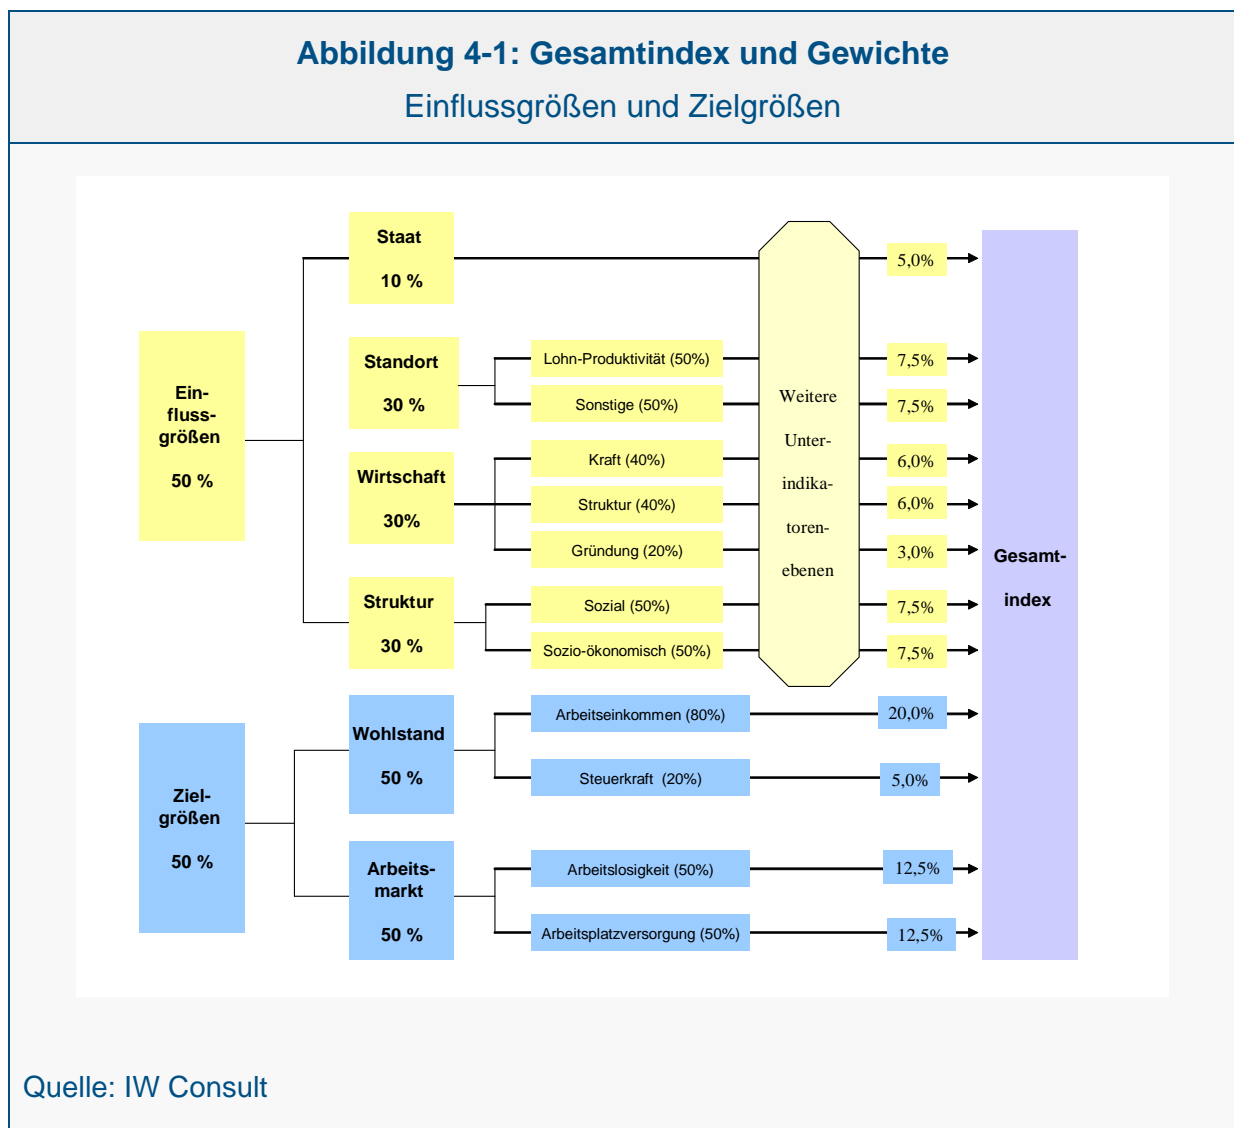 Abbildung 4-1: Gesamtindex und Gewichte
Einflussgrößen und Zielgrößen
Ein-
fluss-
größen
50 %
Staat
10 %
5,0%
Standort
30 %
Lohn-Produktivität (50%)
7,5%
Sonstige (50%)
7,5%
Wirtschaft
30%
Kraft (40%)
6,0%
Struktur (40%)
6,0%
Gründung (20%)
3,0%
Struktur
30 %
Sozial (50%)
7,5%
Sozio-ökonomisch (50%)
7,5%
Weitere
Unter-
indika-
toren-
ebenen
Ziel-
größen
50 %
Wohlstand
50 %
Arbeitseinkommen (80%)
20,0%
Steuerkraft (20%)
5,0%
Arbeits-
markt
50 %
Arbeitslosigkeit (50%)
12,5%
Arbeitsplatzversorgung (50%)
12,5%
Gesamt-
index
Quelle: IW Consult